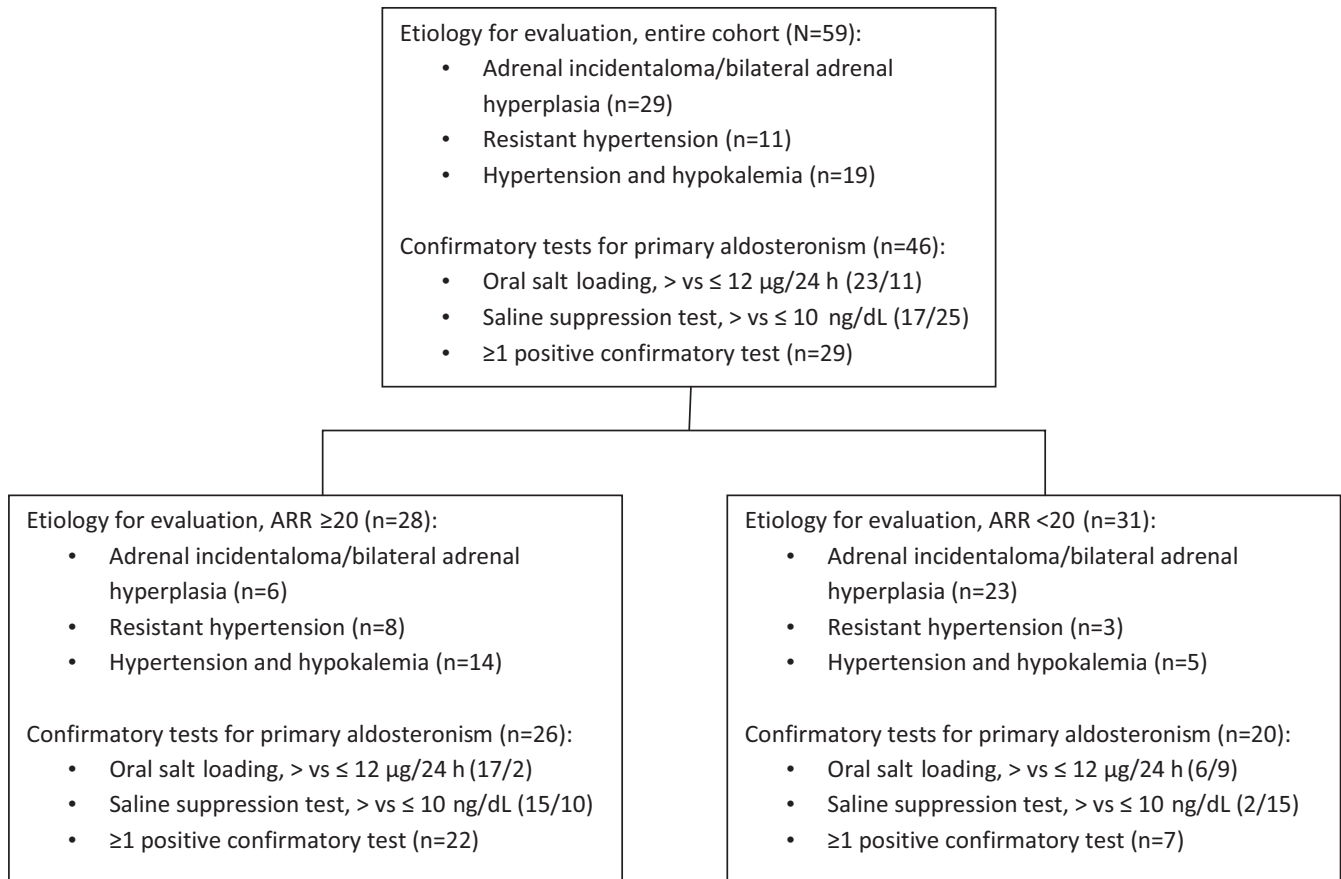 Etiology for evaluation, entire cohort (N=59):
• Adrenal incidentaloma/bilateral adrenal
hyperplasia (n=29)
• Resistant hypertension (n=11)
• Hypertension and hypokalemia (n=19)
Confirmatory tests for primary aldosteronism (n=46):
• Oral salt loading, > vs ≤ 12 µg/24 h (23/11)
• Saline suppression test, > vs ≤ 10 ng/dL (17/25)
• ≥1 positive confirmatory test (n=29)
Etiology for evaluation, ARR ≥20 (n=28):
• Adrenal incidentaloma/bilateral adrenal
hyperplasia (n=6)
• Resistant hypertension (n=8)
• Hypertension and hypokalemia (n=14)
Confirmatory tests for primary aldosteronism (n=26):
• Oral salt loading, > vs ≤ 12 µg/24 h (17/2)
• Saline suppression test, > vs ≤ 10 ng/dL (15/10)
• ≥1 positive confirmatory test (n=22)
Etiology for evaluation, ARR <20 (n=31):
• Adrenal incidentaloma/bilateral adrenal
hyperplasia (n=23)
• Resistant hypertension (n=3)
• Hypertension and hypokalemia (n=5)
Confirmatory tests for primary aldosteronism (n=20):
• Oral salt loading, > vs ≤ 12 µg/24 h (6/9)
• Saline suppression test, > vs ≤ 10 ng/dL (2/15)
• ≥1 positive confirmatory test (n=7)